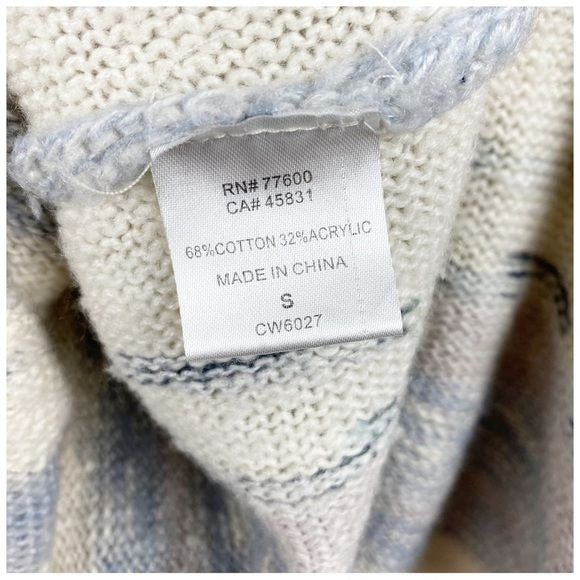 RN# 77600
CA# 45831
68%COTTON 32%ACRYLIC
MADE IN CHINA
S
CW6027